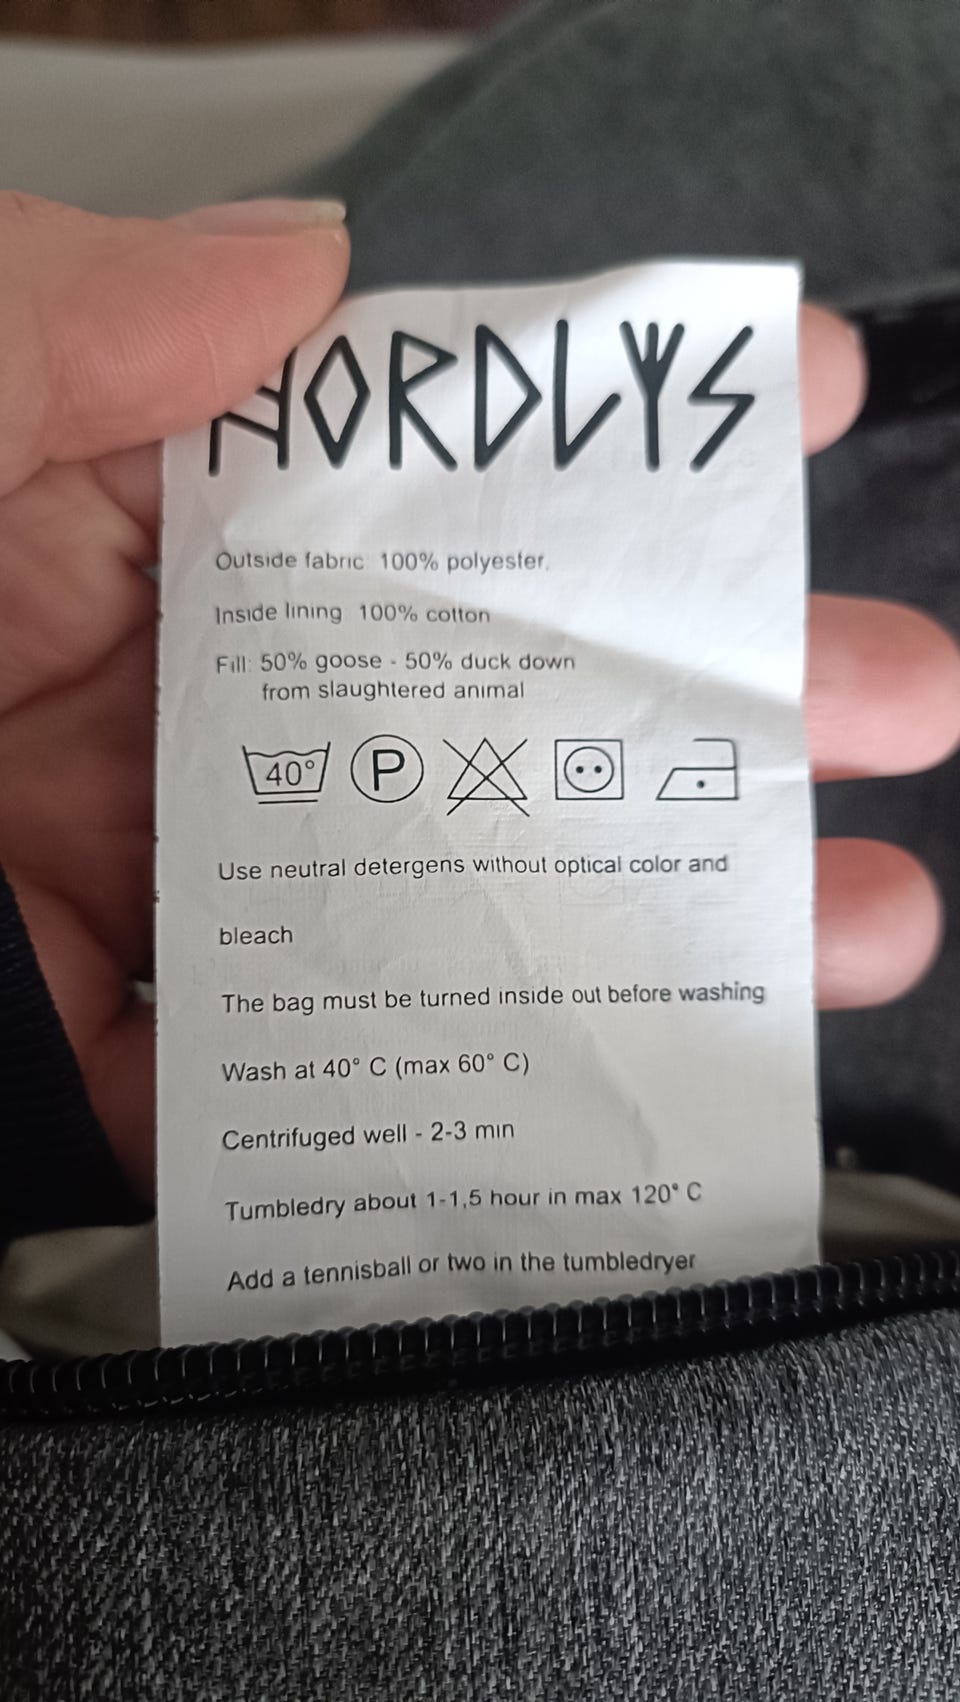 NORDLYS
Outside fabric 100% polyester.
Inside lining 100% cotton
Fill: 50% goose - 50% duck down
from slaughtered animal
40° P
Use neutral detergens without optical color and
bleach
The bag must be turned inside out before washing
Wash at 40° C (max 60° C)
Centrifuged well - 2-3 min
Tumbledry about 1-1,5 hour in max 120° C
Add a tennisball or two in the tumbledryer